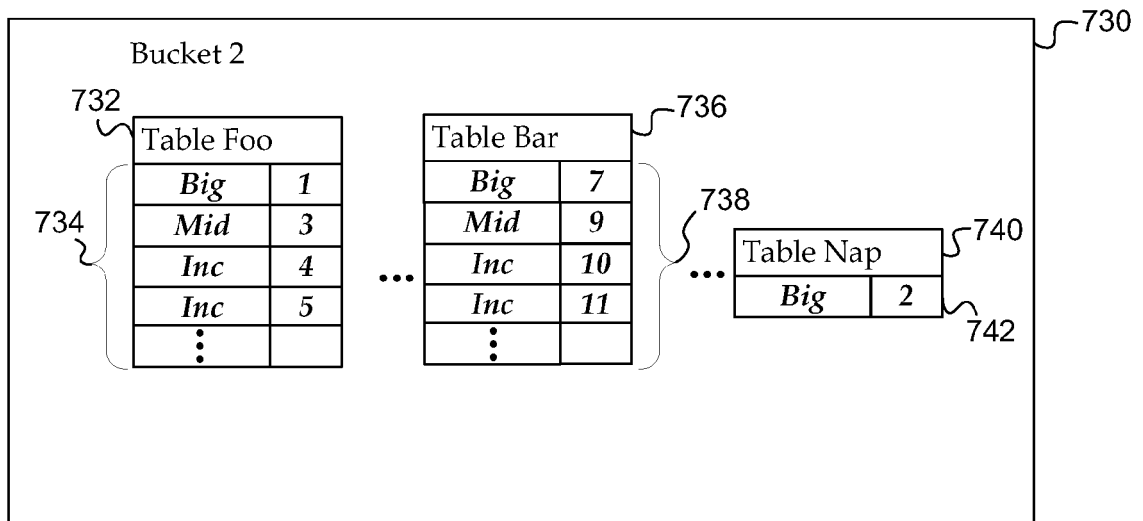 730
Bucket 2
732
Table Foo
Big 1
Mid 3
Inc 4
Inc 5
734
...
736
Table Bar
Big 7
Mid 9
Inc 10
Inc 11
738
...
740
Table Nap
Big 2
742